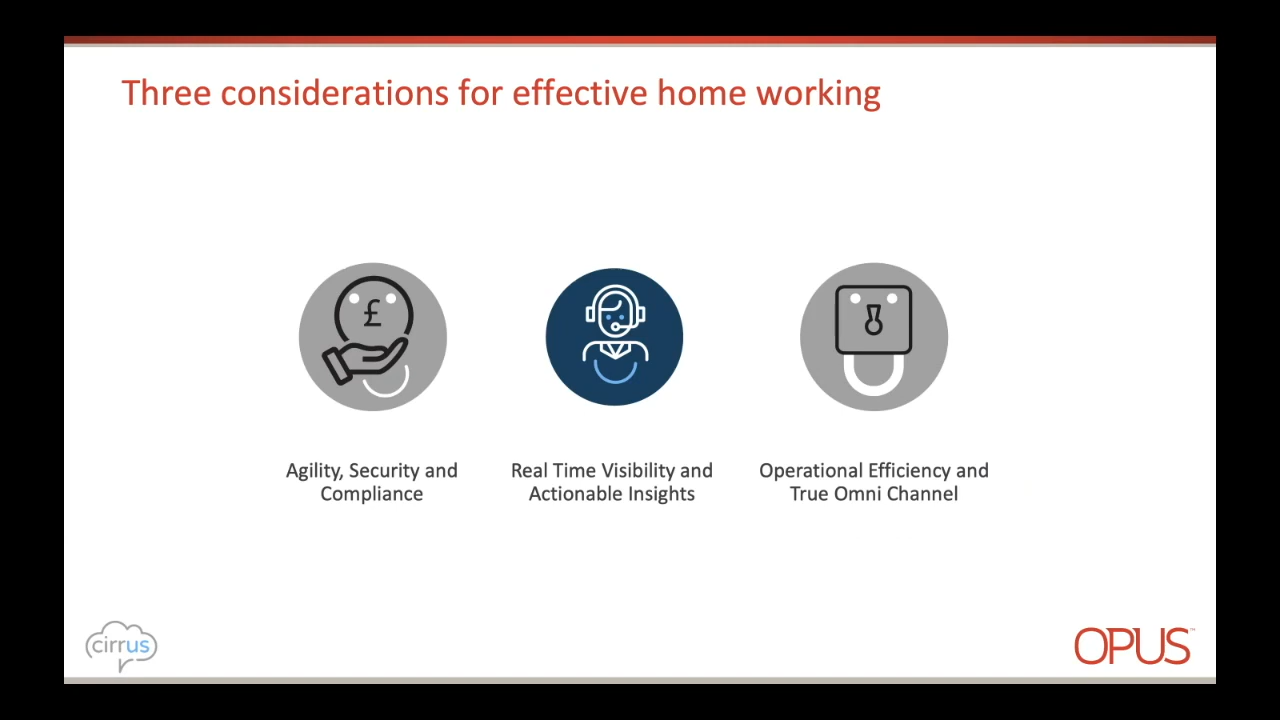 Three considerations for effective home working
£
Agility, Security and
Compliance
Real Time Visibility and
Actionable Insights
Operational Efficiency and
True Omni Channel
cirrus
OPUS™